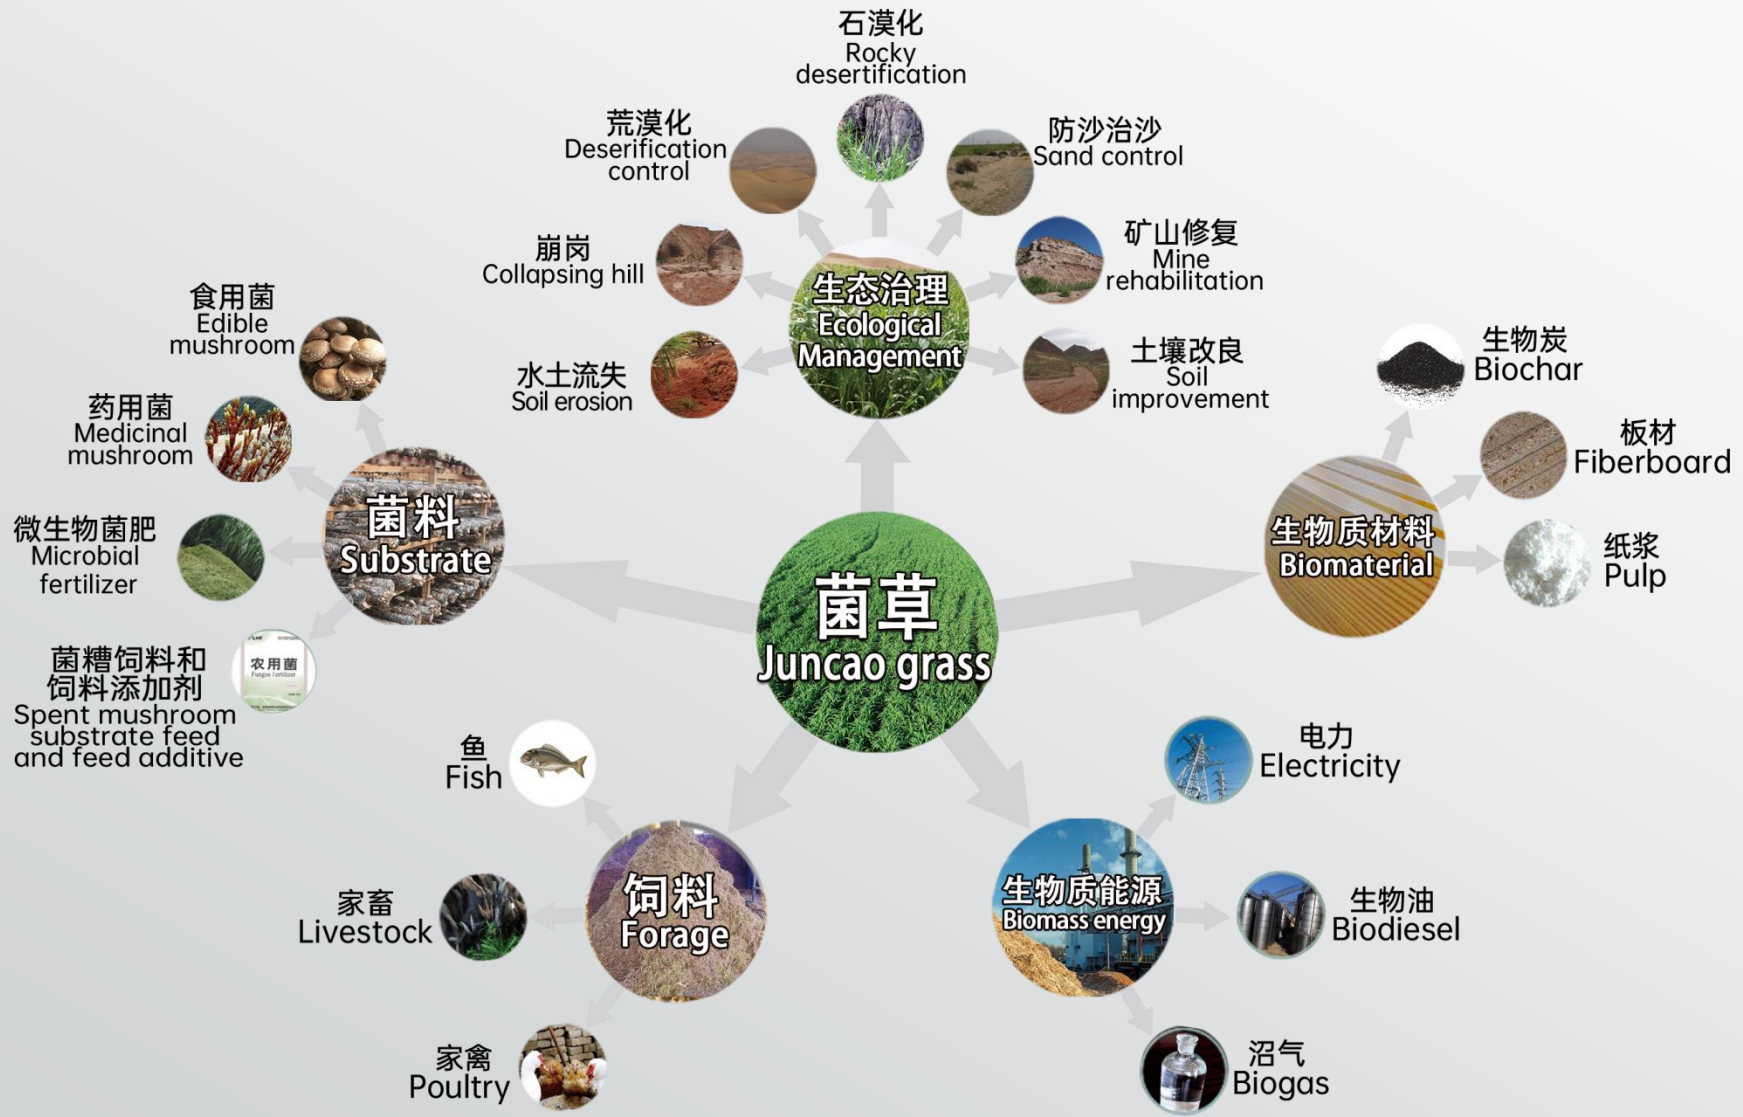 石漠化
Rocky
desertification
荒漠化
Deserification
control
防沙治沙
Sand control
崩岗
Collapsing hill
矿山修复
Mine
rehabilitation
水土流失
Soil erosion
土壤改良
Soil
improvement
生态治理
Ecological
Management
食用菌
Edible
mushroom
药用菌
Medicinal
mushroom
微生物菌肥
Microbial
fertilizer
菌糟饲料和
饲料添加剂
Spent mushroom
substrate feed
and feed additive
农用菌
Fungus fertilizer
菌料
Substrate
生物炭
Biochar
板材
Fiberboard
纸浆
Pulp
生物质材料
Biomaterial
菌草
Juncao grass
鱼
Fish
家畜
Livestock
家禽
Poultry
饲料
Forage
电力
Electricity
生物油
Biodiesel
沼气
Biogas
生物质能源
Biomass energy